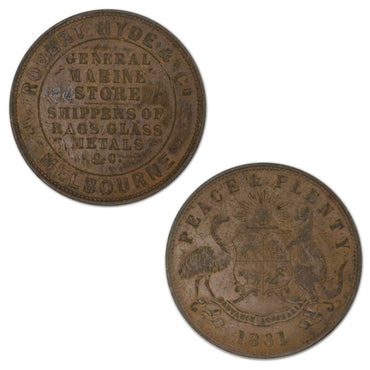 ROBERT HYDE & Co
GENERAL
MARINE
STORE
SHIPPERS OF
RAGS GLASS
METALS
&C.
MELBOURNE
PEACE & PLENTY
ADVANCE AUSTRALIA
1861